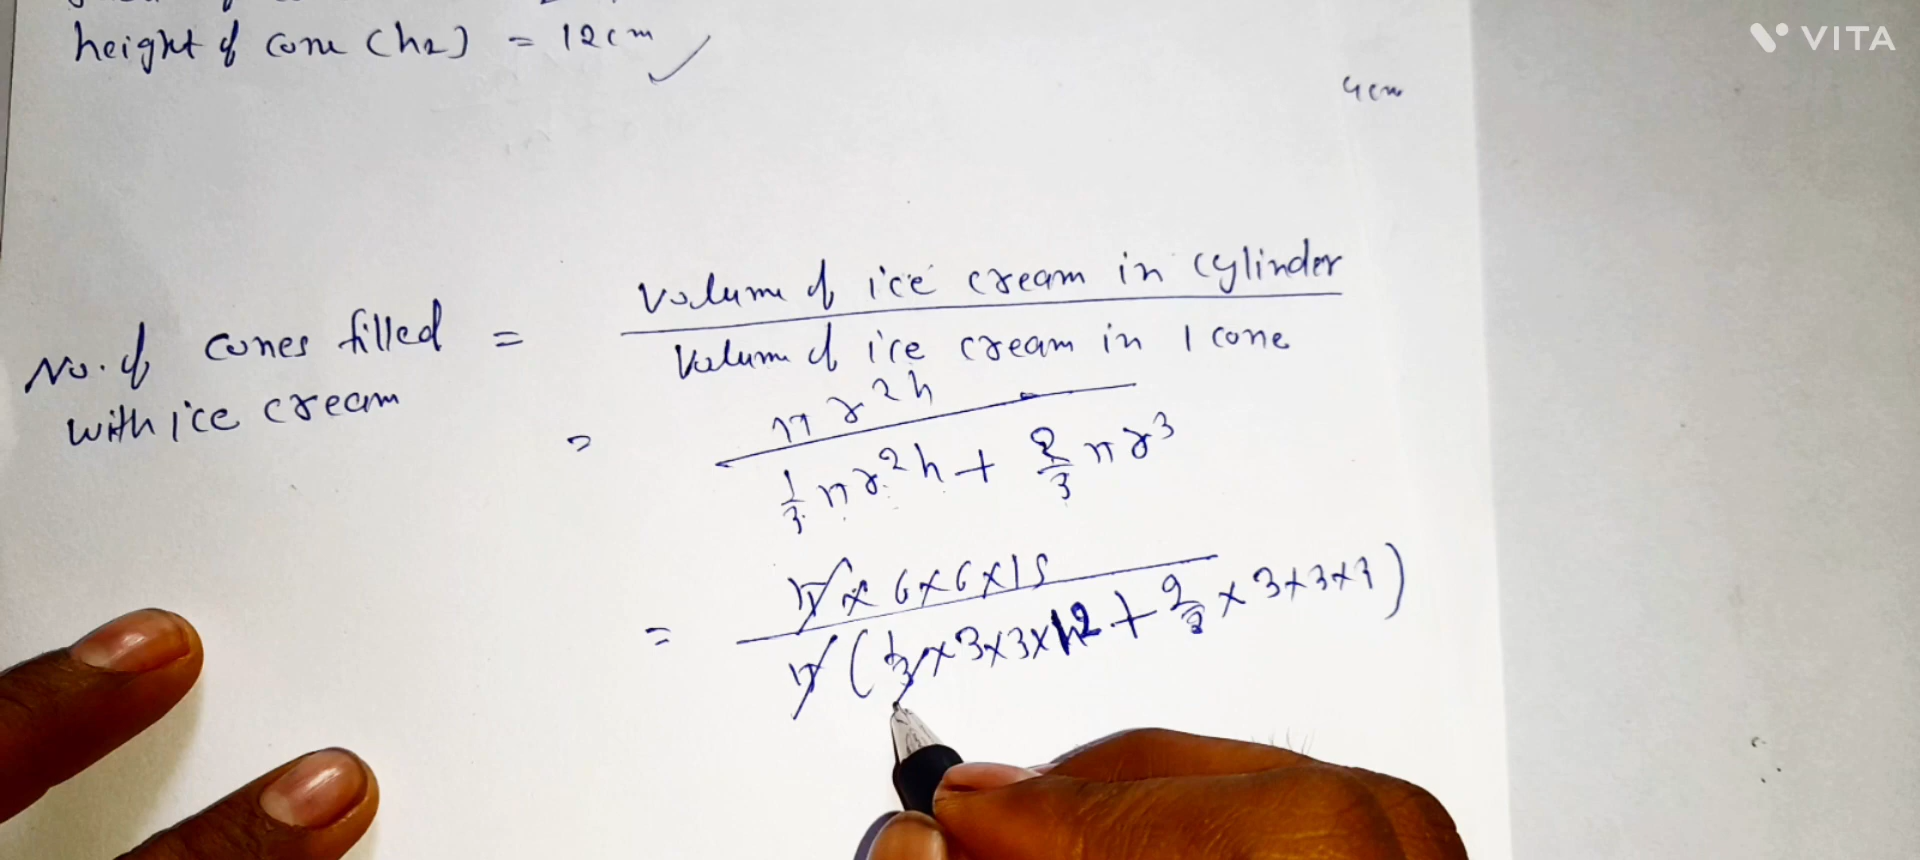 height of cone (h2) = 12cm
VITA
4cm
No. of cones filled with ice cream = Volume of ice cream in cylinder / Volume of ice cream in 1 cone
= πr²h / 1/3 πr²h + 2/3 πr³
= π × 6×6×15 / π (1/3 × 3×3×12 + 2/3 × 3×3×3)